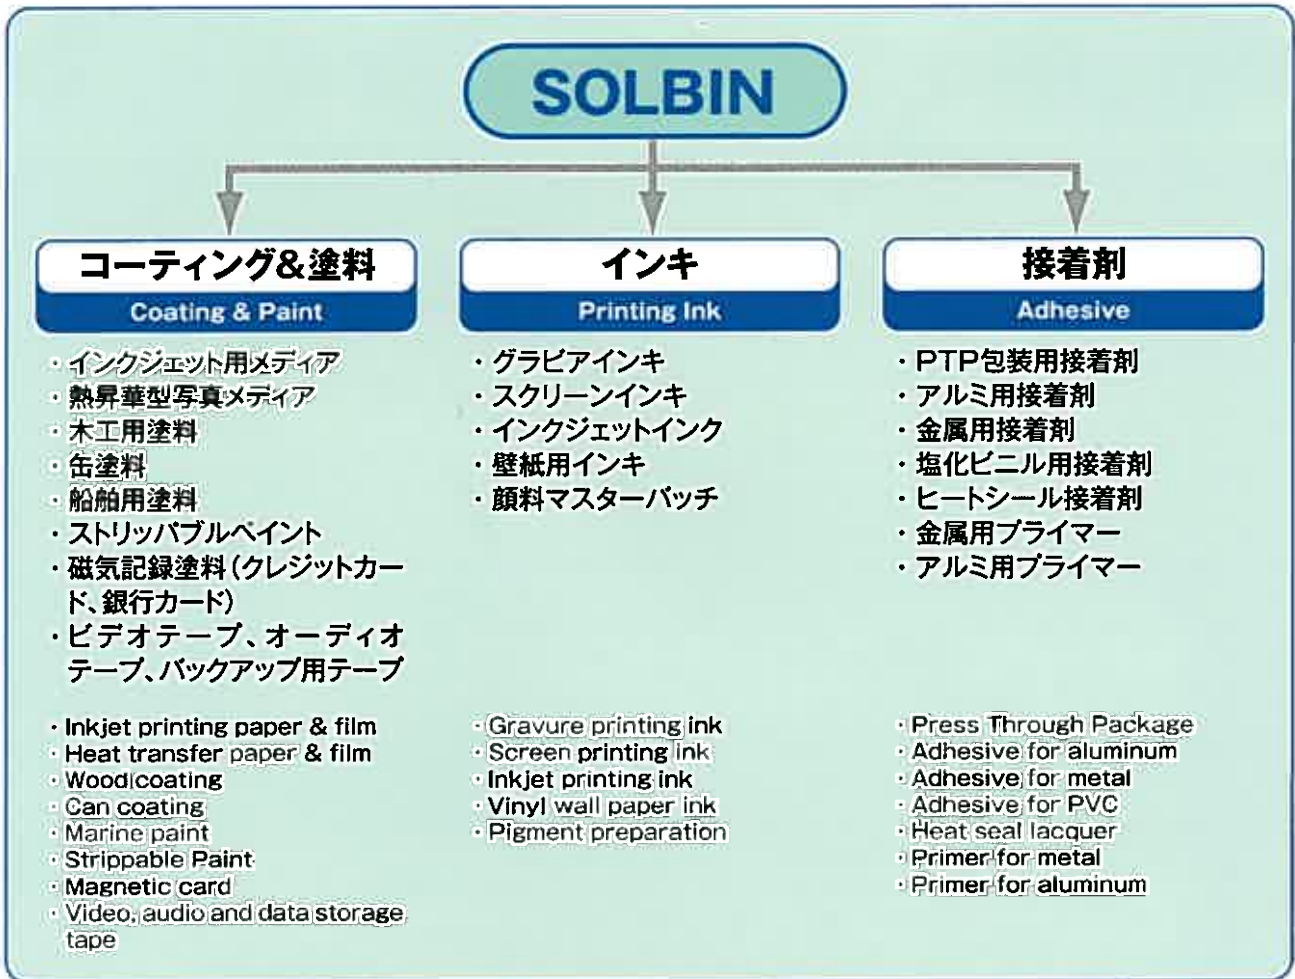 SOLBIN
コーティング&塗料
Coating & Paint
・インクジェット用メディア
・熱昇華型写真メディア
・木工用塗料
・缶塗料
・船舶用塗料
・ストリッパブルペイント
・磁気記録塗料(クレジットカー
ド、銀行カード)
・ビデオテープ、オーディオ
テープ、バックアップ用テープ
・Inkjet printing paper & film
・Heat transfer paper & film
・Wood coating
・Can coating
・Marine paint
・Strippable Paint
・Magnetic card
・Video, audio and data storage
tape
インキ
Printing Ink
・グラビアインキ
・スクリーンインキ
・インクジェットインク
・壁紙用インキ
・顔料マスターバッチ
・Gravure printing ink
・Screen printing ink
・Inkjet printing ink
・Vinyl wall paper ink
・Pigment preparation
接着剤
Adhesive
・PTP包装用接着剤
・アルミ用接着剤
・金属用接着剤
・塩化ビニル用接着剤
・ヒートシール接着剤
・金属用プライマー
・アルミ用プライマー
・Press Through Package
・Adhesive for aluminum
・Adhesive for metal
・Adhesive for PVC
・Heat seal lacquer
・Primer for metal
・Primer for aluminum